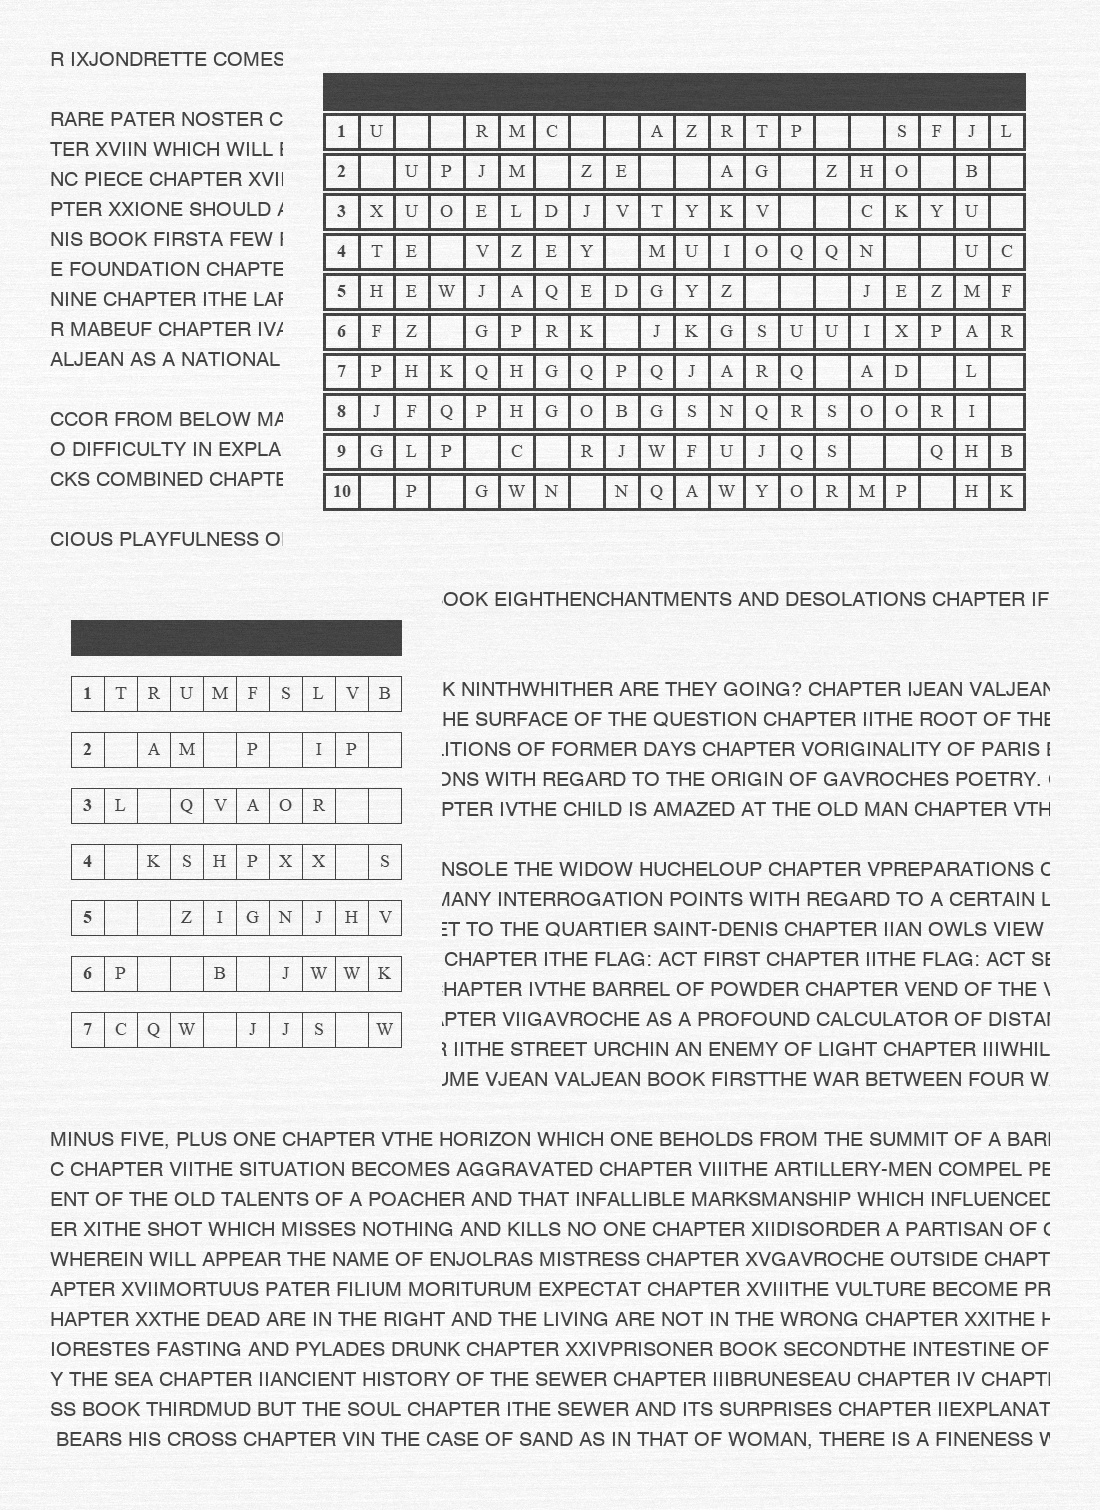 R IXJONDRETTE COMES
RARE PATER NOSTER C
TER XVIIN WHICH WILL
NC PIECE CHAPTER XVII
PTER XXIONE SHOULD
NIS BOOK FIRSTA FEW
E FOUNDATION CHAPTE
NINE CHAPTER ITHE LAR
R MABEUF CHAPTER IVA
ALJEAN AS A NATIONAL
CCOR FROM BELOW MA
O DIFFICULTY IN EXPLA
CKS COMBINED CHAPTE
CIOUS PLAYFULNESS O
1 U R M C A Z R T P S F J L
2 U P J M Z E A G Z H O B
3 X U O E L D J V T Y K V C K Y U
4 T E V Z E Y M U I O Q Q N U C
5 H E W J A Q E D G Y Z J E Z M F
6 F Z G P R K J K G S U U I X P A R
7 P H K Q H G Q P Q J A R Q A D L
8 J F Q P H G O B G S N Q R S O O R I
9 G L P C R J W F U J Q S Q H B
10 P G W N N Q A W Y O R M P H K
1 T R U M F S L V B
2 A M P I P
3 L Q V A O R
4 K S H P X X S
5 Z I G N J H V
6 P B J W W K
7 C Q W J J S W
OOK EIGHTHENCHANTMENTS AND DESOLATIONS CHAPTER IF
K NINTHWHITHER ARE THEY GOING? CHAPTER IJEAN VALJEAN
HE SURFACE OF THE QUESTION CHAPTER IITHE ROOT OF THE
ITIONS OF FORMER DAYS CHAPTER VORIGINALITY OF PARIS
ONS WITH REGARD TO THE ORIGIN OF GAVROCHES POETRY.
PTER IVTHE CHILD IS AMAZED AT THE OLD MAN CHAPTER VTH
NSOLE THE WIDOW HUCHELOUP CHAPTER VPREPARATIONS
MANY INTERROGATION POINTS WITH REGARD TO A CERTAIN L
ET TO THE QUARTIER SAINT-DENIS CHAPTER IIAN OWLS VIEW
CHAPTER ITHE FLAG: ACT FIRST CHAPTER IITHE FLAG: ACT SE
HAPTER IVTHE BARREL OF POWDER CHAPTER VEND OF THE
APTER VIIGAVROCHE AS A PROFOUND CALCULATOR OF DISTAN
R IITHE STREET URCHIN AN ENEMY OF LIGHT CHAPTER IIIWHIL
UME VJEAN VALJEAN BOOK FIRSTTHE WAR BETWEEN FOUR W
MINUS FIVE, PLUS ONE CHAPTER VTHE HORIZON WHICH ONE BEHOLDS FROM THE SUMMIT OF A BARI
C CHAPTER VIITHE SITUATION BECOMES AGGRAVATED CHAPTER VIIITHE ARTILLERY-MEN COMPEL PE
ENT OF THE OLD TALENTS OF A POACHER AND THAT INFALLIBLE MARKSMANSHIP WHICH INFLUENCED
ER XITHE SHOT WHICH MISSES NOTHING AND KILLS NO ONE CHAPTER XIIDISORDER A PARTISAN OF
WHEREIN WILL APPEAR THE NAME OF ENJOLRAS MISTRESS CHAPTER XVGAVROCHE OUTSIDE CHAPT
APTER XVIIMORTUUS PATER FILIUM MORITURUM EXPECTAT CHAPTER XVIIITHE VULTURE BECOME PR
HAPTER XXTHE DEAD ARE IN THE RIGHT AND THE LIVING ARE NOT IN THE WRONG CHAPTER XXITHE H
IORESTES FASTING AND PYLADES DRUNK CHAPTER XXIVPRISONER BOOK SECONDTHE INTESTINE OF
Y THE SEA CHAPTER IIANCIENT HISTORY OF THE SEWER CHAPTER IIIBRUNESEAU CHAPTER IV CHAPT
SS BOOK THIRDMUD BUT THE SOUL CHAPTER ITHE SEWER AND ITS SURPRISES CHAPTER IIEXPLANAT
BEARS HIS CROSS CHAPTER VIN THE CASE OF SAND AS IN THAT OF WOMAN, THERE IS A FINENESS